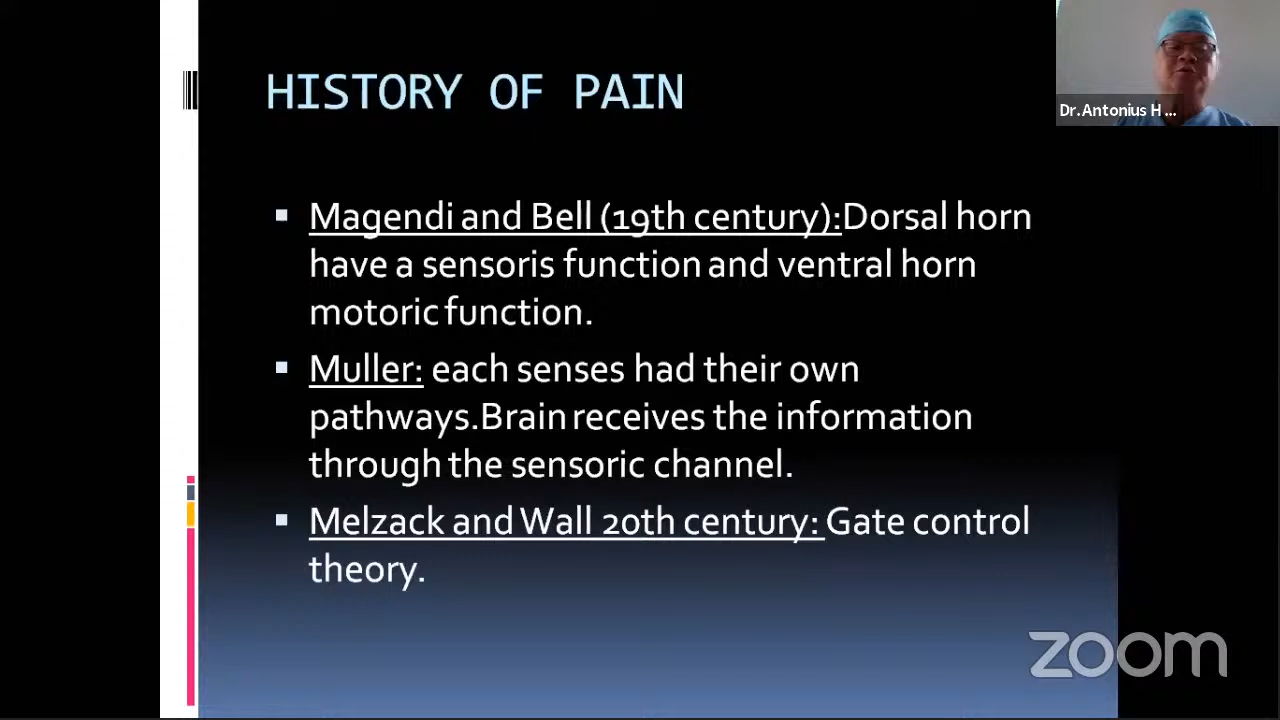 HISTORY OF PAIN
Dr.Antonius H ...
Magendi and Bell (19th century):Dorsal horn
have a sensoris function and ventral horn
motoric function.
Muller: each senses had their own
pathways.Brain receives the information
through the sensoric channel.
Melzack and Wall 20th century: Gate control
theory.
zoom